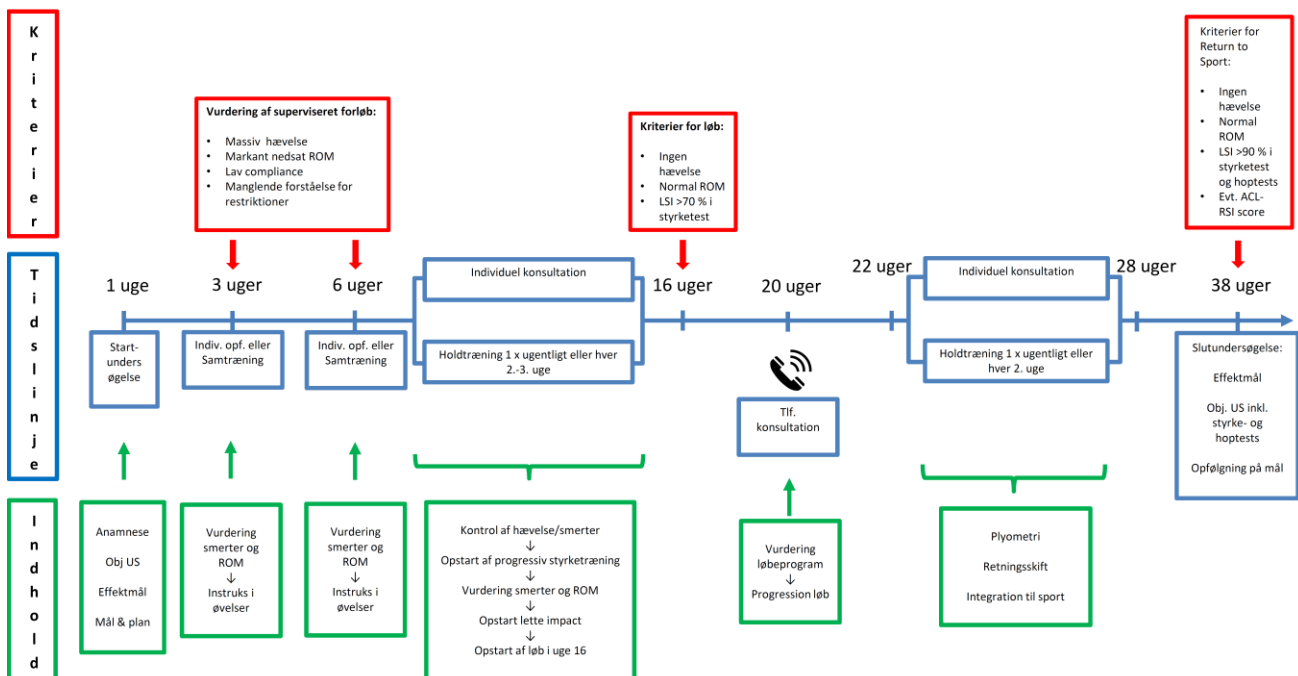 Kriterier
Vurdering af superviseret forløb:
• Massiv hævelse
• Markant nedsat ROM
• Lav compliance
• Manglende forståelse for
restriktioner
Kriterier for løb:
• Ingen
hævelse
• Normal ROM
• LSI >70 % i
styrketest
Kriterier for
Return to
Sport:
• Ingen
hævelse
• Normal
ROM
• LSI >90 % i
styrketest
og hoptests
• Evt. ACL-
RSI score
Tidslinje
1 uge
3 uger
6 uger
16 uger
20 uger
22 uger
28 uger
38 uger
Start-
unders
øgelse
Indiv. opf. eller
Samtræning
Indiv. opf. eller
Samtræning
Individuel konsultation
Holdtræning 1 x ugentligt eller hver
2.-3. uge
Tlf.
konsultation
Individuel konsultation
Holdtræning 1 x ugentligt eller
hver 2. uge
Slutundersøgelse:
Effektmål
Obj. US inkl.
styrke- og
hoptests
Opfølgning på mål
Indhold
Anamnese
Obj US
Effektmål
Mål & plan
Vurdering
smerter og
ROM
↓
Instruks i
øvelser
Vurdering
smerter og
ROM
↓
Instruks i
øvelser
Kontrol af hævelse/smerter
↓
Opstart af progressiv styrketræning
↓
Vurdering smerter og ROM
↓
Opstart lette impact
↓
Opstart af løb i uge 16
Vurdering
løbeprogram
↓
Progression løb
Plyometri
Retningsskift
Integration til sport